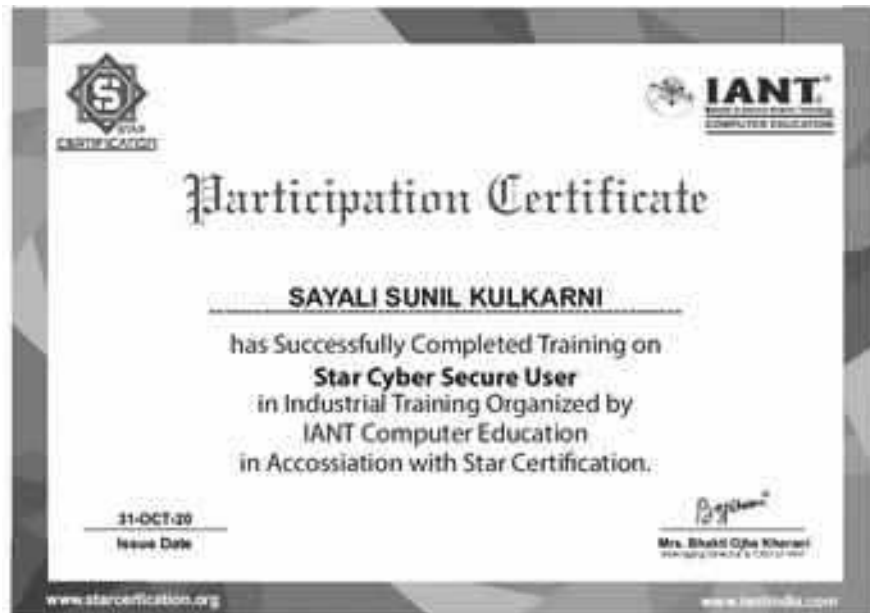 S
STAR
CERTIFICATION
IANT
COMPUTER EDUCATION
Participation Certificate
SAYALI SUNIL KULKARNI
has Successfully Completed Training on
Star Cyber Secure User
in Industrial Training Organized by
IANT Computer Education
in Accossiation with Star Certification.
31-OCT-20
Issue Date
Mrs. Bhakti Ojha Kherani
www.starcertification.org
www.iantindia.com